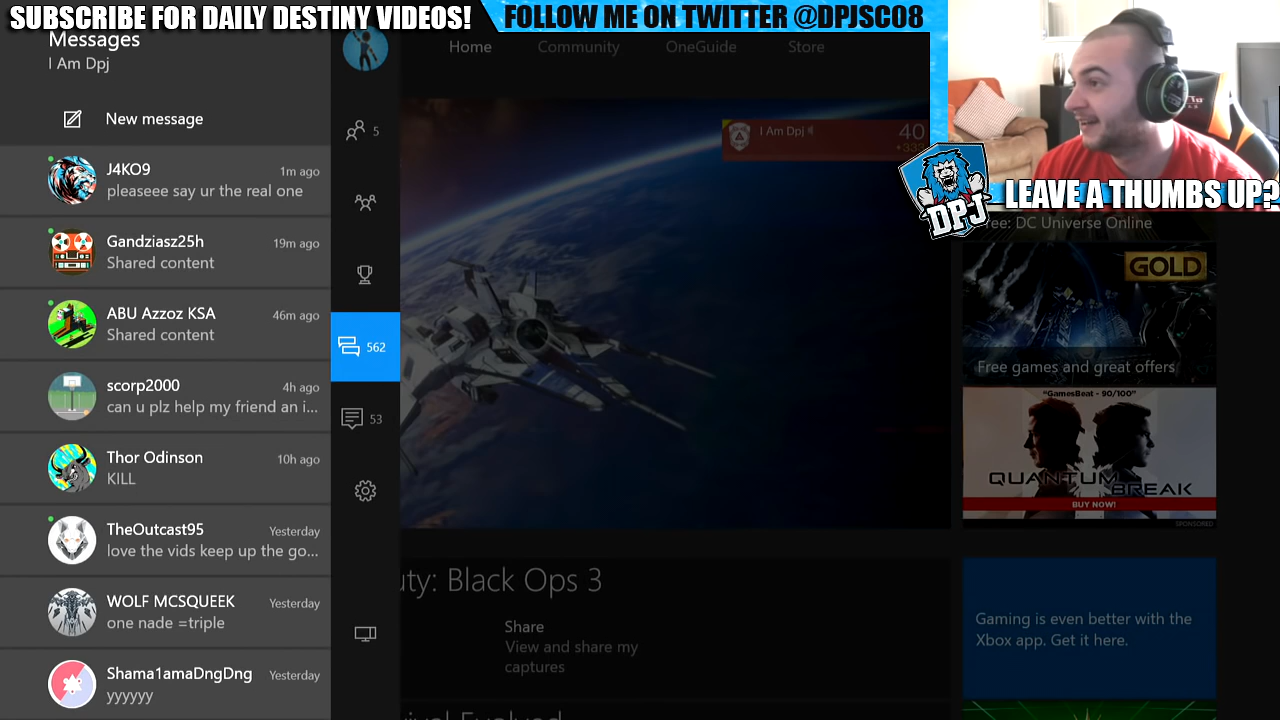 SUBSCRIBE FOR DAILY DESTINY VIDEOS!
FOLLOW ME ON TWITTER @DPJSC08
Messages
I Am Dpj
New message
J4KO9
1m ago
pleaseee say ur the real one
Gandziasz25h
19m ago
Shared content
ABU Azzoz KSA
46m ago
Shared content
scorp2000
4h ago
can u plz help my friend an i...
Thor Odinson
10h ago
KILL
TheOutcast95
Yesterday
love the vids keep up the go...
WOLF MCSQUEEK
Yesterday
one nade =triple
Shama1amaDngDng
Yesterday
yyyyyy
5
562
53
Home
Community
OneGuide
Store
I Am Dpj
40
+333
DPJ
LEAVE A THUMBS UP?
Free: DC Universe Online
GOLD
Free games and great offers
"GamesBeat - 90/100"
QUANTUM BREAK
BUY NOW!
SPONSORED
uty: Black Ops 3
Share
View and share my
captures
Gaming is even better with the
Xbox app. Get it here.